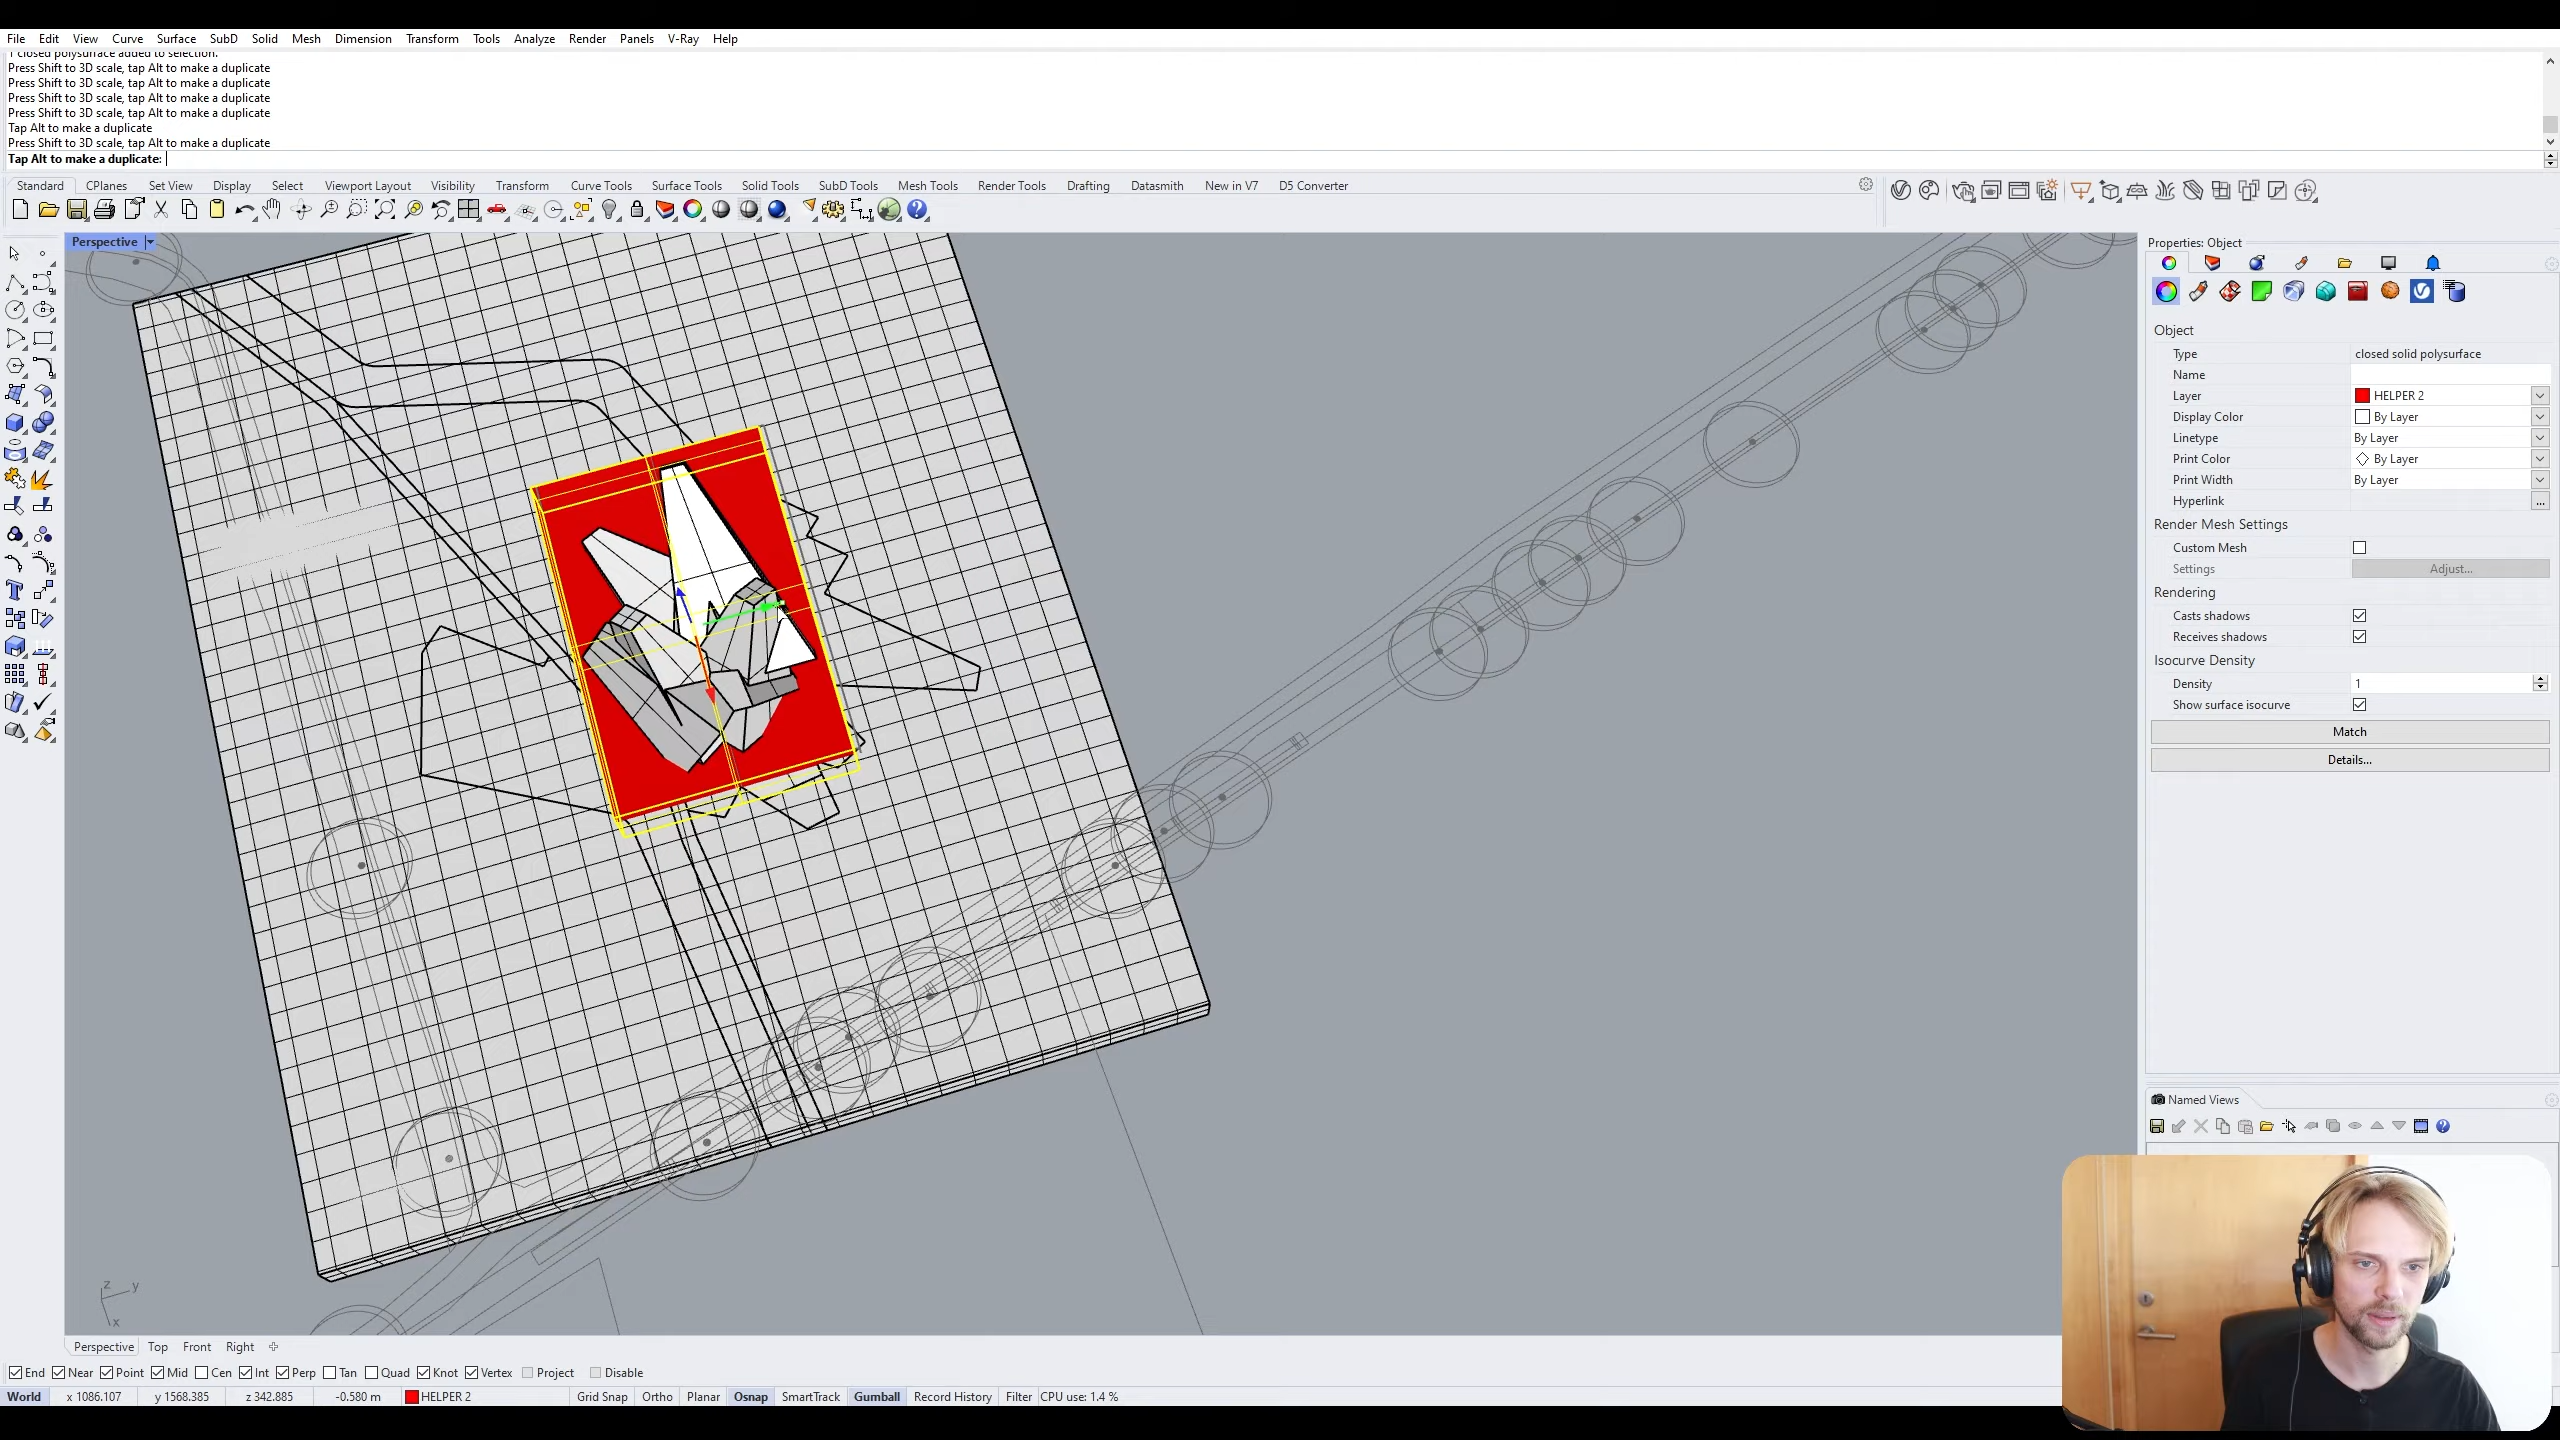 File Edit View Curve Surface SubD Solid Mesh Dimension Transform Tools Analyze Render Panels V-Ray Help
1 closed polysurface added to selection.
Press Shift to 3D scale, tap Alt to make a duplicate
Press Shift to 3D scale, tap Alt to make a duplicate
Press Shift to 3D scale, tap Alt to make a duplicate
Press Shift to 3D scale, tap Alt to make a duplicate
Tap Alt to make a duplicate
Press Shift to 3D scale, tap Alt to make a duplicate
Tap Alt to make a duplicate:
Standard CPlanes Set View Display Select Viewport Layout Visibility Transform Curve Tools Surface Tools Solid Tools SubD Tools Mesh Tools Render Tools Drafting Datasmith New in V7 D5 Converter
Perspective
Properties: Object
Object
Type closed solid polysurface
Name
Layer HELPER 2
Display Color By Layer
Linetype By Layer
Print Color By Layer
Print Width By Layer
Hyperlink ...
Render Mesh Settings
Custom Mesh
Settings Adjust...
Rendering
Casts shadows
Receives shadows
Isocurve Density
Density 1
Show surface isocurve
Match
Details...
Named Views
z y
x
Perspective Top Front Right
End Near Point Mid Cen Int Perp Tan Quad Knot Vertex Project Disable
World x 1086.107 y 1568.385 z 342.885 -0.580 m HELPER 2 Grid Snap Ortho Planar Osnap SmartTrack Gumball Record History Filter CPU use: 1.4 %